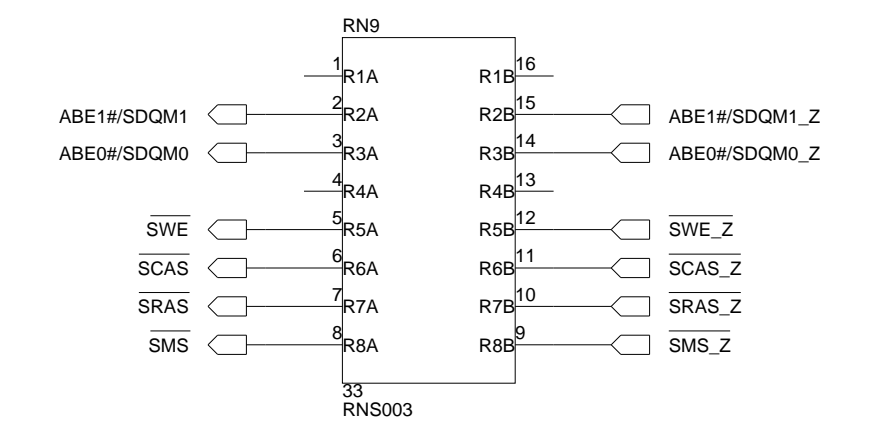 RN9
1 R1A R1B 16
ABE1#/SDQM1 2 R2A R2B 15 ABE1#/SDQM1_Z
ABE0#/SDQM0 3 R3A R3B 14 ABE0#/SDQM0_Z
4 R4A R4B 13
SWE 5 R5A R5B 12 SWE_Z
SCAS 6 R6A R6B 11 SCAS_Z
SRAS 7 R7A R7B 10 SRAS_Z
SMS 8 R8A R8B 9 SMS_Z
33
RNS003